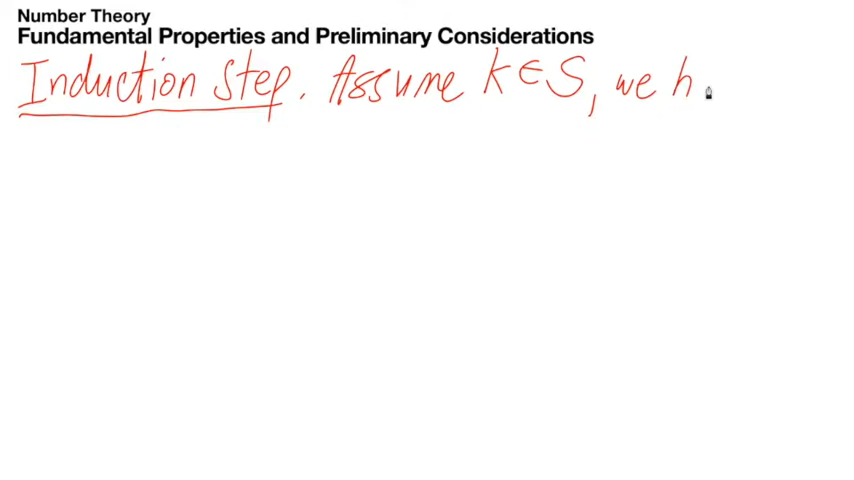 Number Theory
Fundamental Properties and Preliminary Considerations
Induction Step. Assume k ∈ S, we h